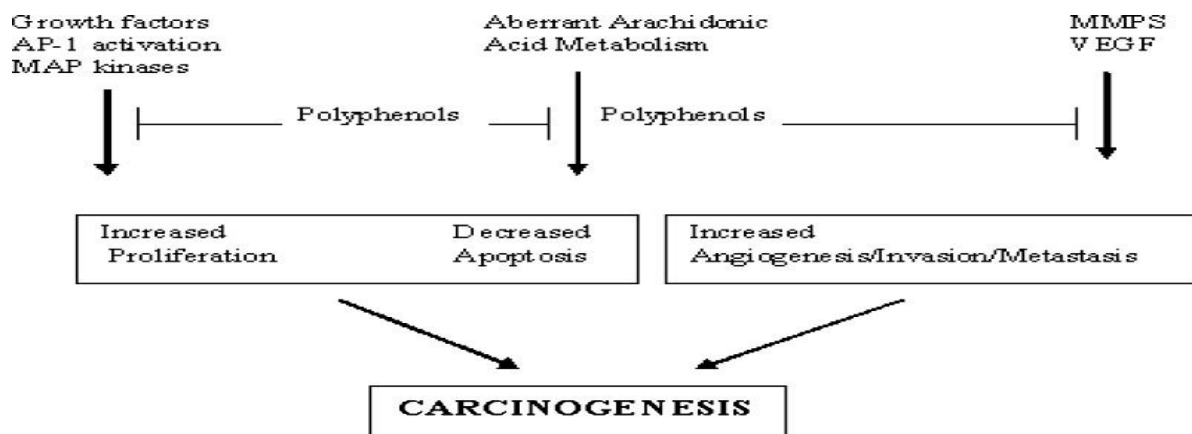 Growth factors
AP-1 activation
MAP kinases
Aberrant Arachidonic
Acid Metabolism
MMPS
VEGF
Polyphenols
Polyphenols
Increased
Proliferation
Decreased
Apoptosis
Increased
Angiogenesis/Invasion/Metastasis
CARCINOGENESIS